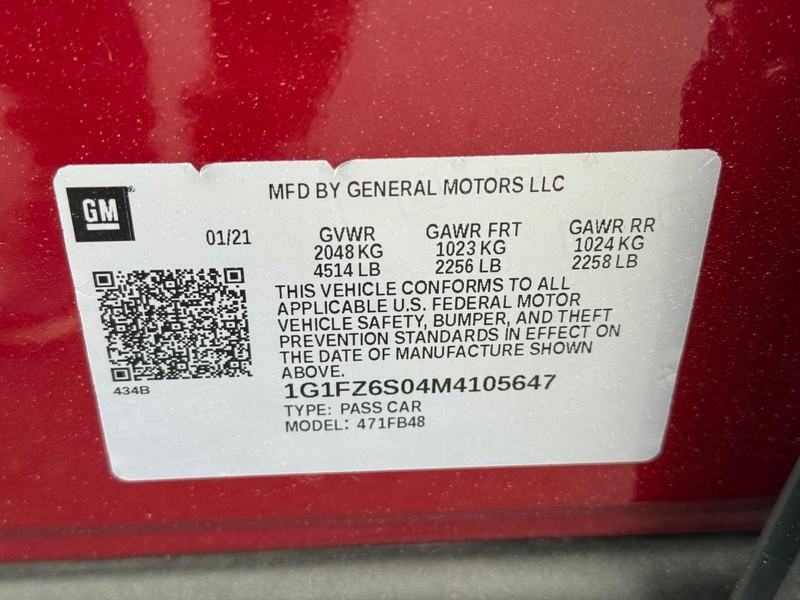 MFD BY GENERAL MOTORS LLC
GM
01/21
GVWR GAWR FRT GAWR RR
2048 KG 1023 KG 1024 KG
4514 LB 2256 LB 2258 LB
THIS VEHICLE CONFORMS TO ALL
APPLICABLE U.S. FEDERAL MOTOR
VEHICLE SAFETY, BUMPER, AND THEFT
PREVENTION STANDARDS IN EFFECT ON
THE DATE OF MANUFACTURE SHOWN
ABOVE.
434B
1G1FZ6S04M4105647
TYPE: PASS CAR
MODEL: 471FB48